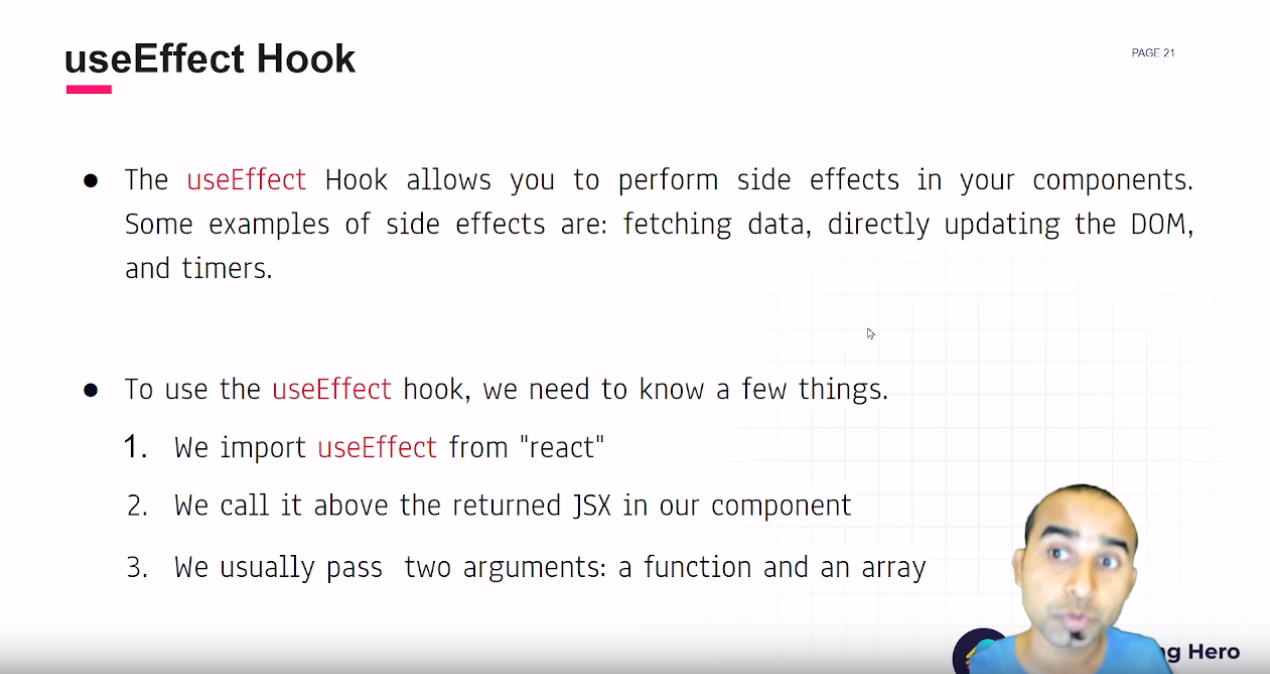 useEffect Hook
PAGE 21
● The useEffect Hook allows you to perform side effects in your components.
Some examples of side effects are: fetching data, directly updating the DOM,
and timers.
● To use the useEffect hook, we need to know a few things.
1. We import useEffect from "react"
2. We call it above the returned JSX in our component
3. We usually pass two arguments: a function and an array
Hero